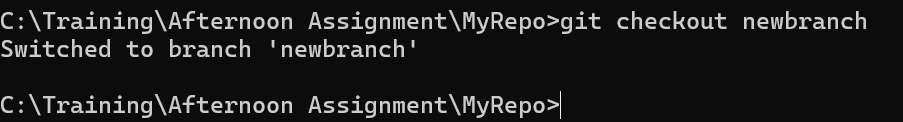 C:\Training\Afternoon Assignment\MyRepo>git checkout newbranch
Switched to branch 'newbranch'
C:\Training\Afternoon Assignment\MyRepo>